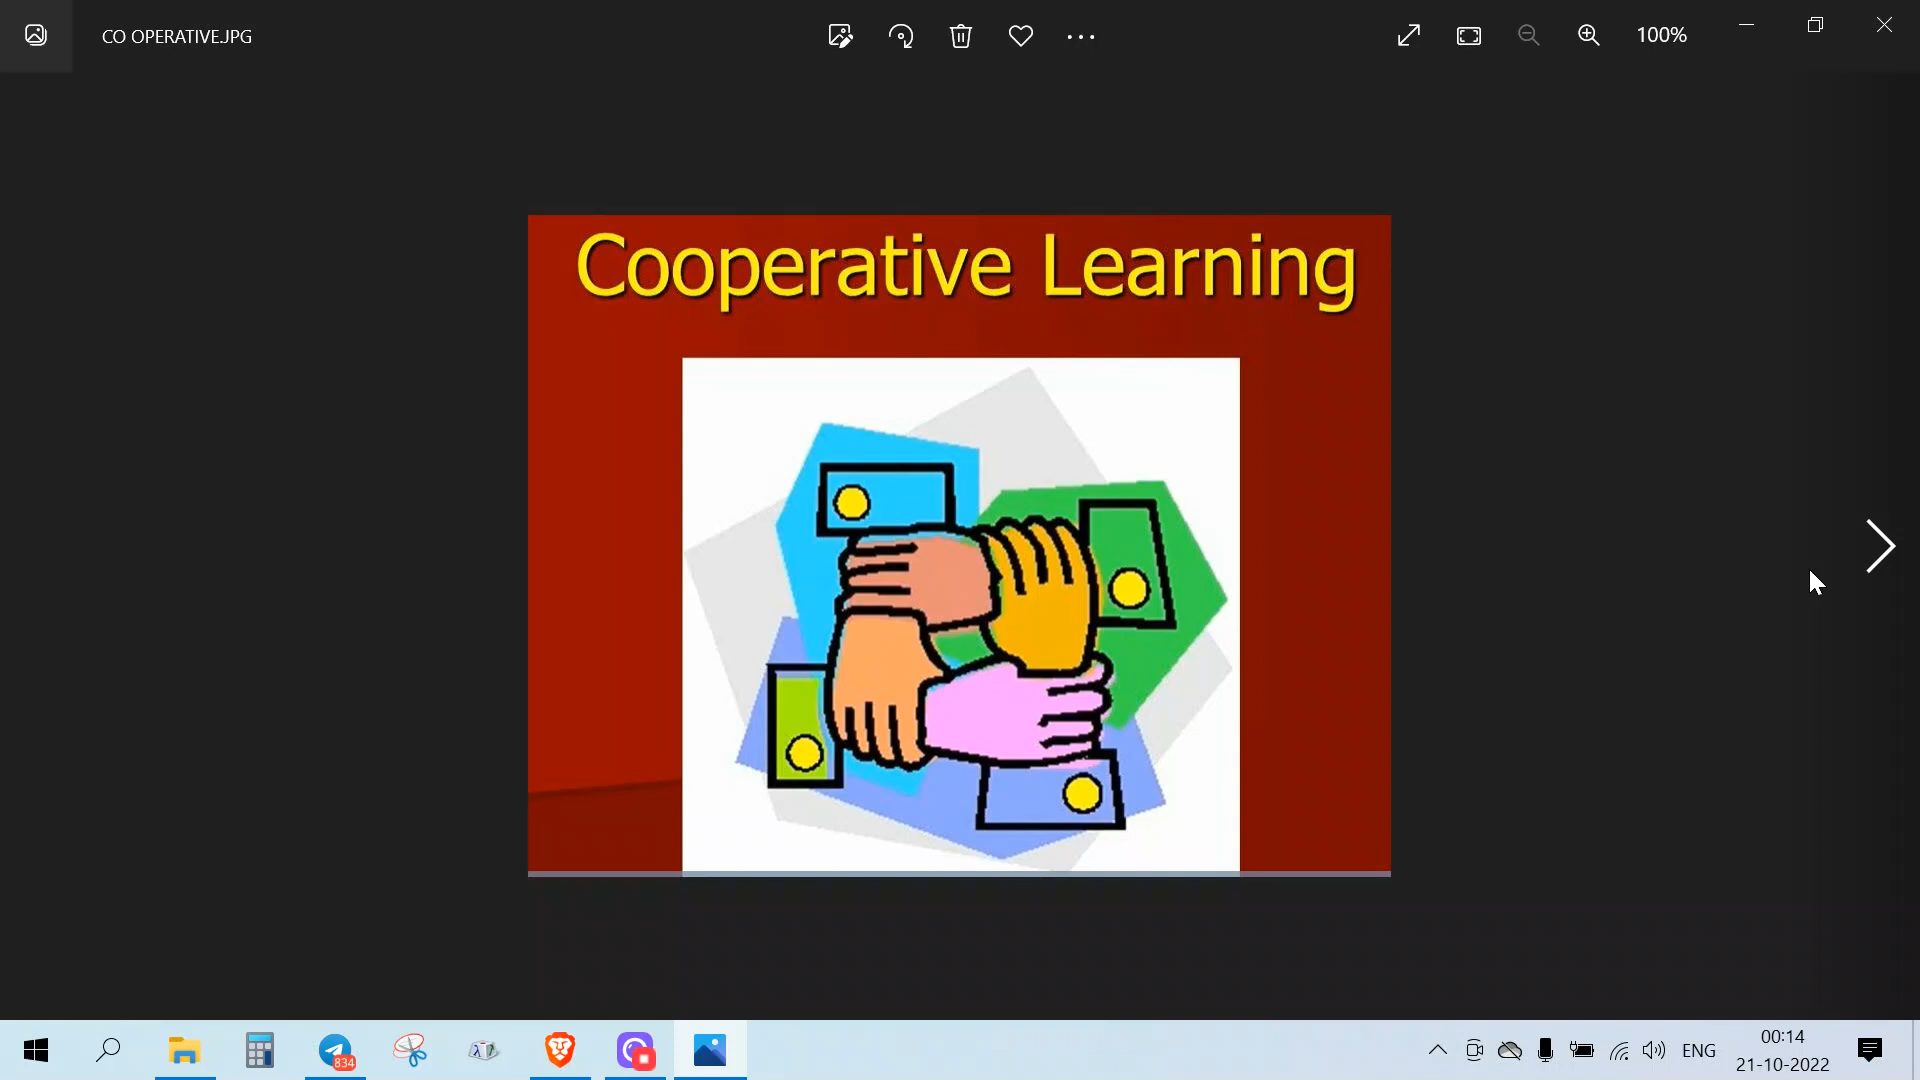 CO OPERATIVE.JPG
100%
Cooperative Learning
834
ENG
00:14
21-10-2022